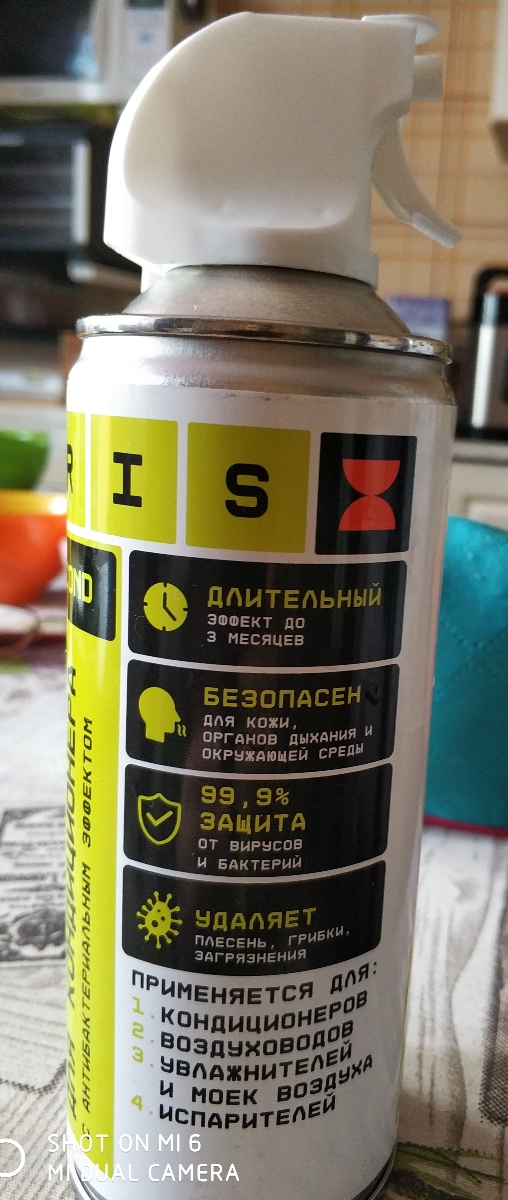 R I S
OND
ДЛЯ КОНДИЦИОНЕРА
С АНТИБАКТЕРИАЛЬНЫМ ЭФФЕКТОМ
ДЛИТЕЛЬНЫЙ
ЭФФЕКТ ДО
3 МЕСЯЦЕВ
БЕЗОПАСЕН
ДЛЯ КОЖИ,
ОРГАНОВ ДЫХАНИЯ И
ОКРУЖАЮЩЕЙ СРЕДЫ
99,9%
ЗАЩИТА
ОТ ВИРУСОВ
И БАКТЕРИЙ
УДАЛЯЕТ
ПЛЕСЕНЬ, ГРИБКИ,
ЗАГРЯЗНЕНИЯ
ПРИМЕНЯЕТСЯ ДЛЯ:
1. КОНДИЦИОНЕРОВ
2. ВОЗДУХОВОДОВ
3. УВЛАЖНИТЕЛЕЙ
И МОЕК ВОЗДУХА
4. ИСПАРИТЕЛЕЙ
SHOT ON MI 6
MI DUAL CAMERA